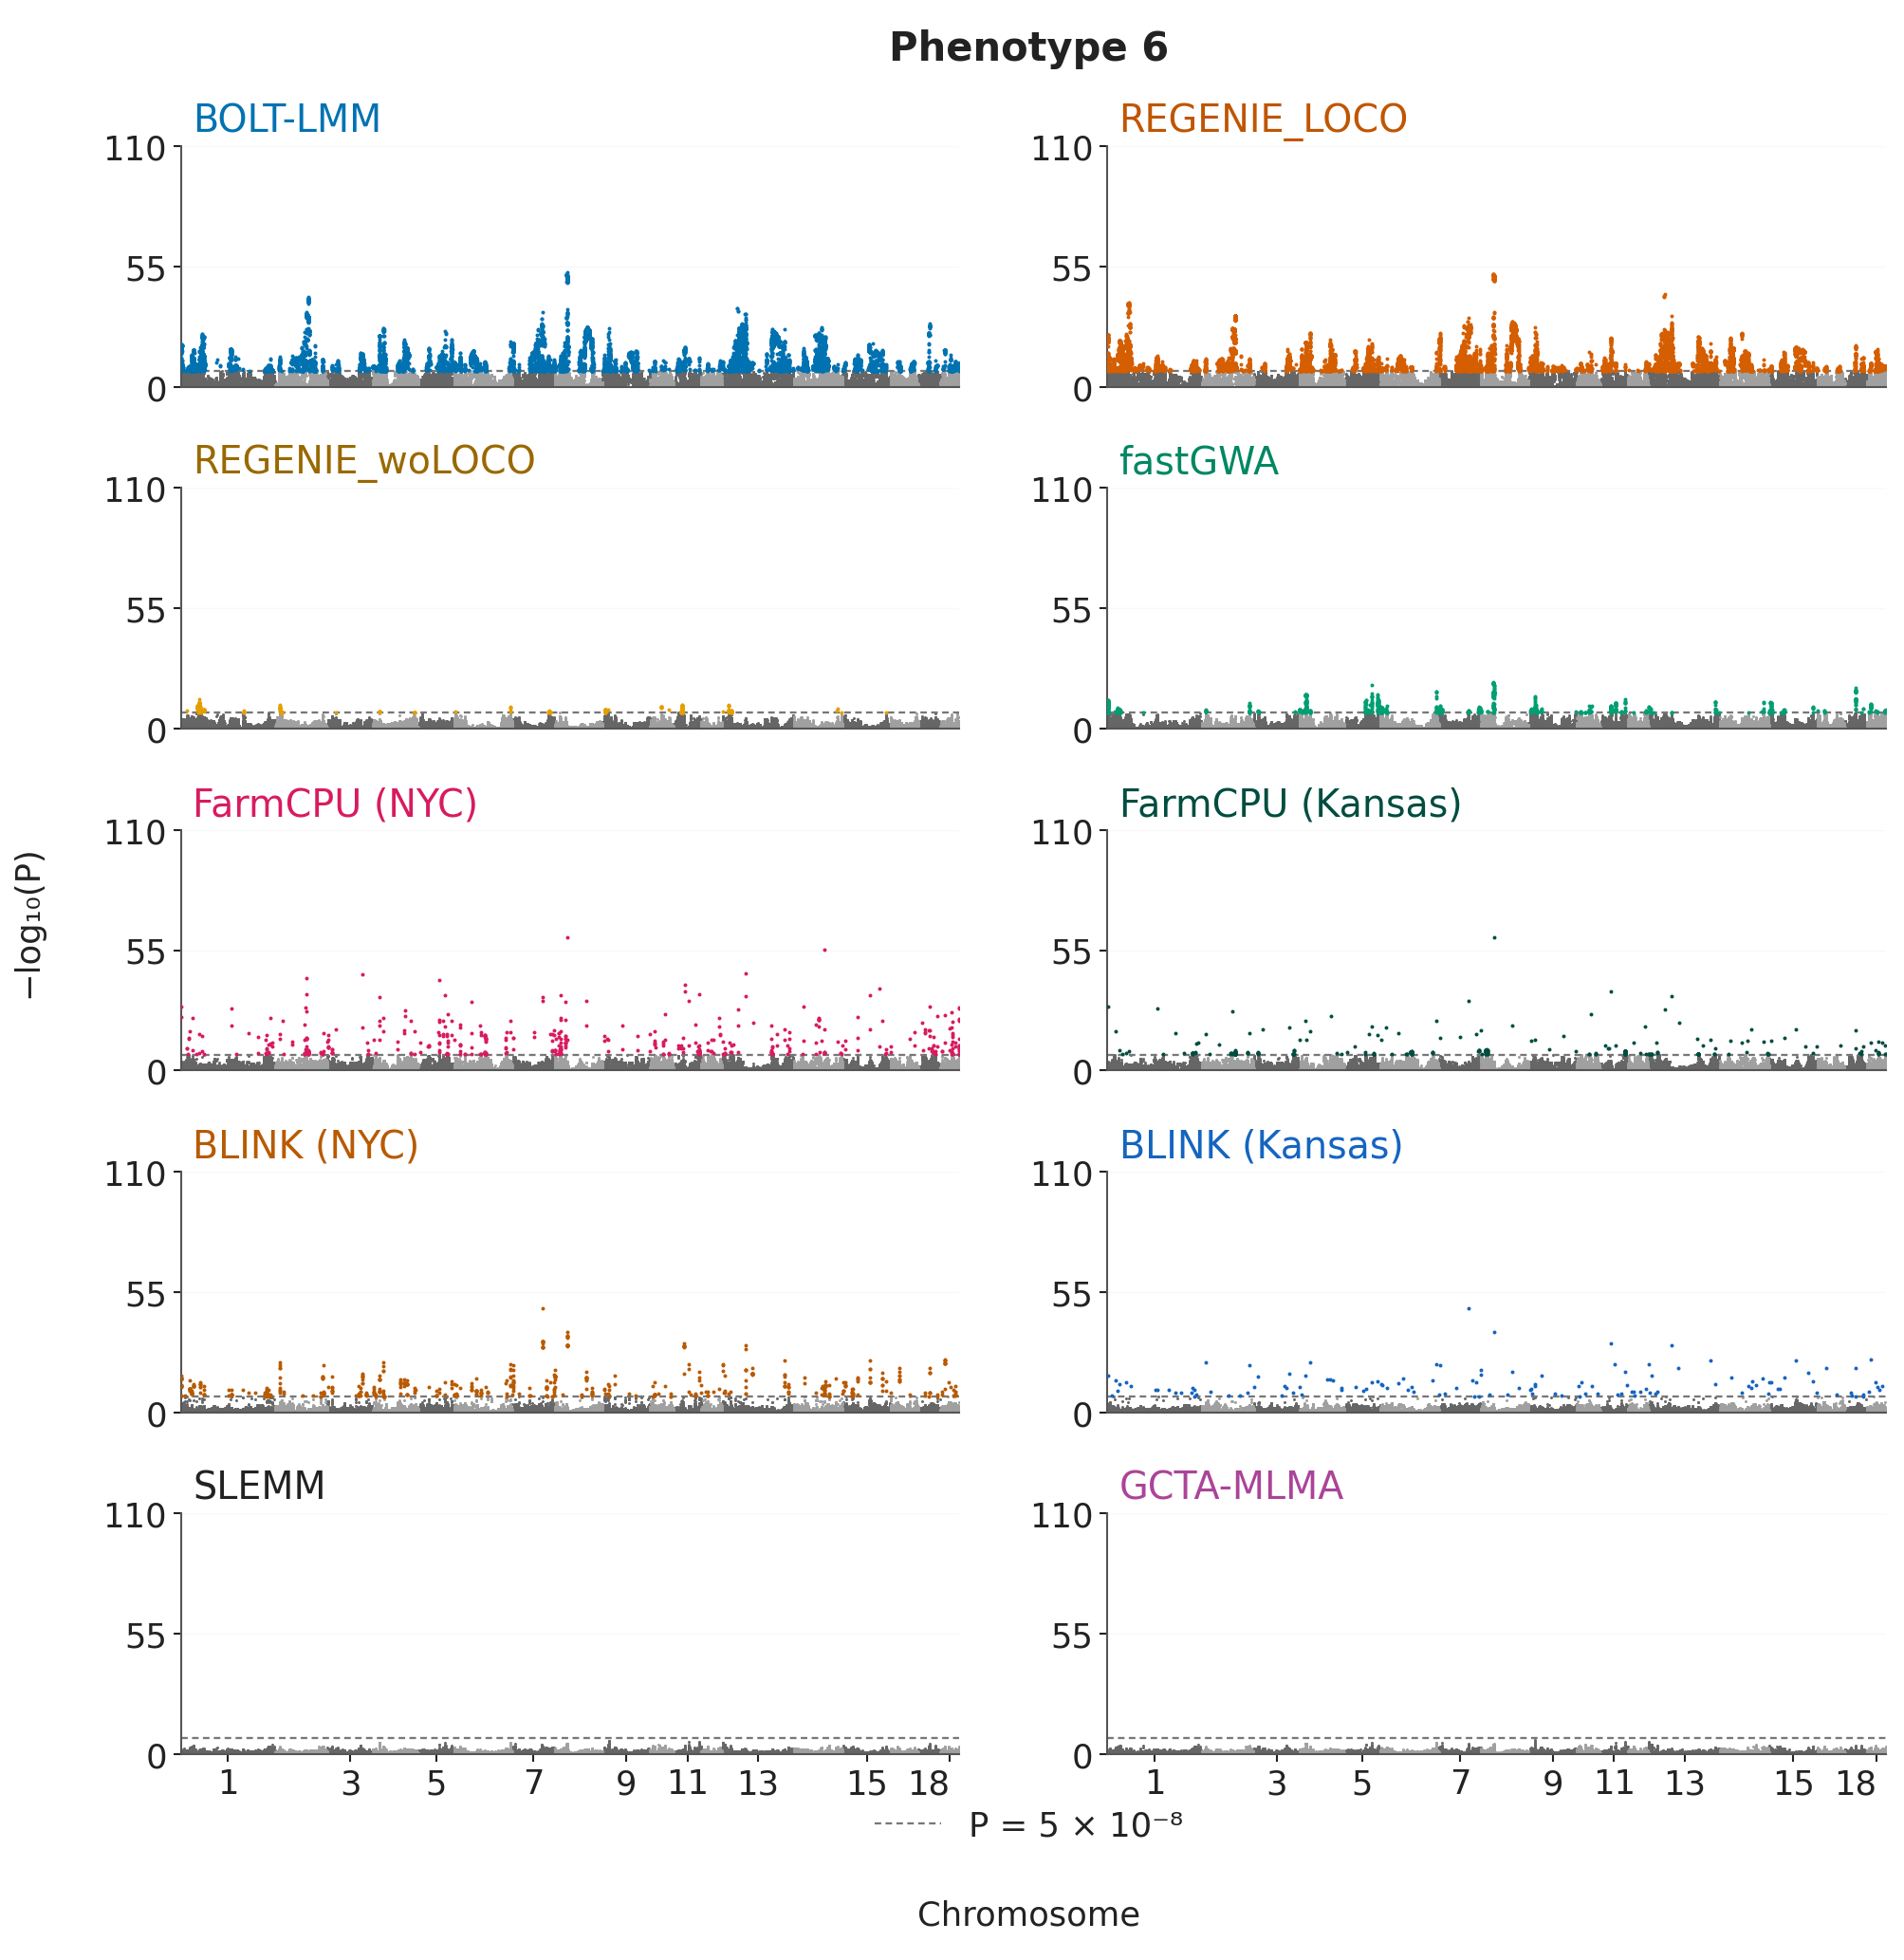 Phenotype 6
BOLT-LMM
REGENIE_LOCO
110
55
0
110
55
0
REGENIE_woLOCO
fastGWA
110
55
0
110
55
0
FarmCPU (NYC)
FarmCPU (Kansas)
110
55
0
110
55
0
−log₁₀(P)
BLINK (NYC)
BLINK (Kansas)
110
55
0
110
55
0
SLEMM
GCTA-MLMA
110
55
0
110
55
0
1 3 5 7 9 11 13 15 18
1 3 5 7 9 11 13 15 18
P = 5 × 10⁻⁸
Chromosome